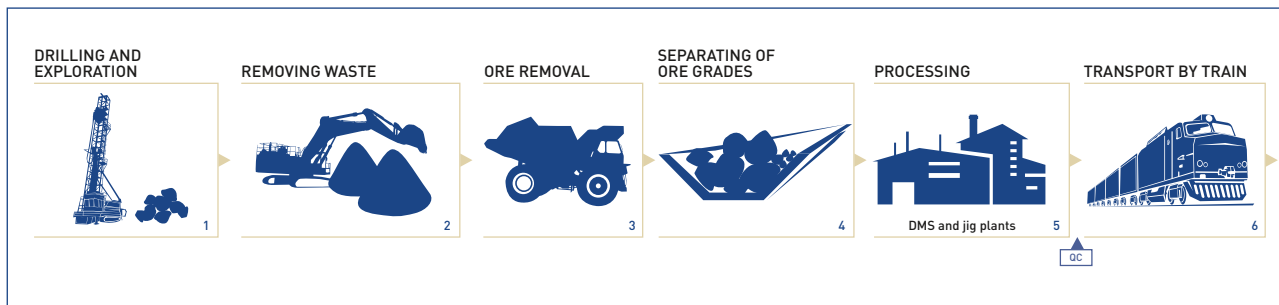 DRILLING AND
EXPLORATION
1
REMOVING WASTE
2
ORE REMOVAL
3
SEPARATING OF
ORE GRADES
4
PROCESSING
DMS and jig plants
5
QC
TRANSPORT BY TRAIN
6